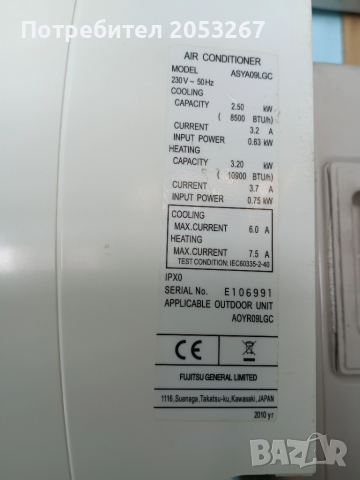 Потребител 2053267
AIR CONDITIONER
MODEL ASYA09LGC
230V ~ 50Hz
COOLING
CAPACITY 2.50 kW
( 8500 BTU/h)
CURRENT 3.2 A
INPUT POWER 0.63 kW
HEATING
CAPACITY 3.20 kW
( 10900 BTU/h)
CURRENT 3.7 A
INPUT POWER 0.75 kW
COOLING
MAX.CURRENT 6.0 A
HEATING
MAX.CURRENT 7.5 A
TEST CONDITION: IEC60335-2-40
IPX0
SERIAL No. E106991
APPLICABLE OUTDOOR UNIT
AOYR09LGC
CE
FUJITSU GENERAL LIMITED
1116, Suenaga, Takatsu-ku, Kawasaki, JAPAN
2010 yr
bazar